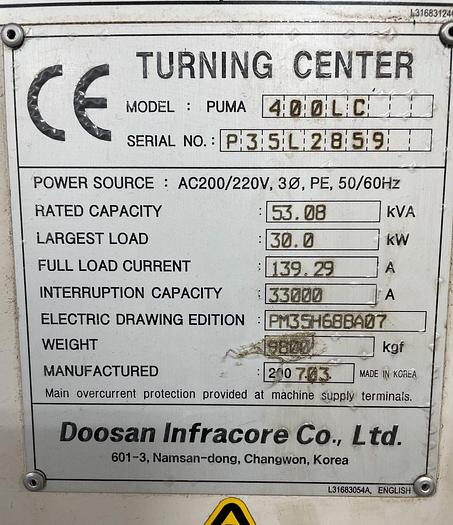 L31683124
CE TURNING CENTER
MODEL : PUMA 400LC
SERIAL NO. : P35L2859
POWER SOURCE : AC200/220V, 3Ø, PE, 50/60Hz
RATED CAPACITY : 53.08 kVA
LARGEST LOAD : 30.0 kW
FULL LOAD CURRENT : 139.29 A
INTERRUPTION CAPACITY : 33000 A
ELECTRIC DRAWING EDITION : PM35H68BA07
WEIGHT : 9800 kgf
MANUFACTURED : 200 7.03 MADE IN KOREA
Main overcurrent protection provided at machine supply terminals.
Doosan Infracore Co., Ltd.
601-3, Namsan-dong, Changwon, Korea
L31683054A, ENGLISH